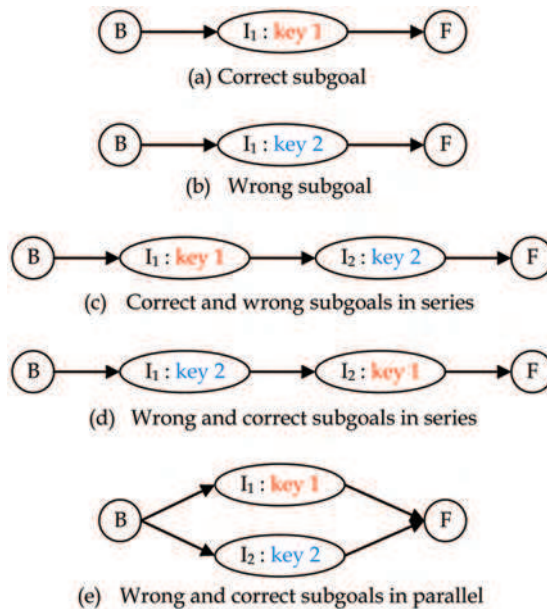 B I₁ : key 1 F
(a) Correct subgoal
B I₁ : key 2 F
(b) Wrong subgoal
B I₁ : key 1 I₂ : key 2 F
(c) Correct and wrong subgoals in series
B I₁ : key 2 I₂ : key 1 F
(d) Wrong and correct subgoals in series
I₁ : key 1
B F
I₂ : key 2
(e) Wrong and correct subgoals in parallel